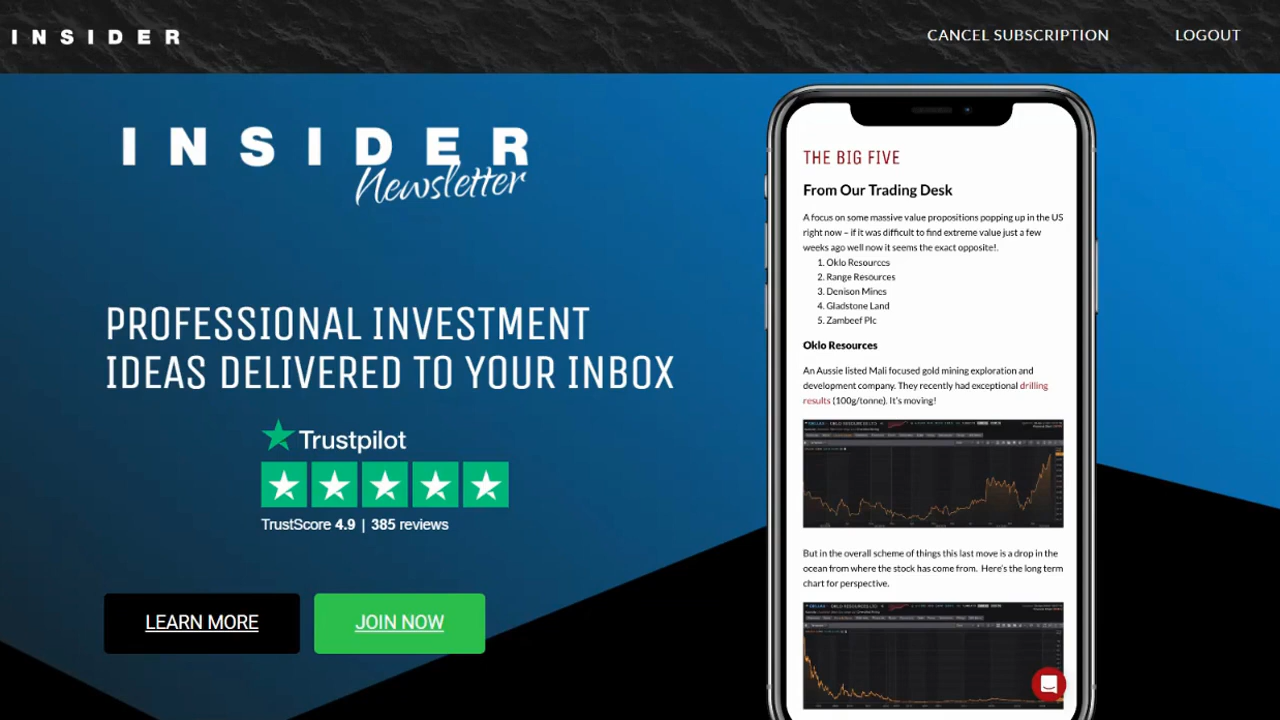 INSIDER
CANCEL SUBSCRIPTION
LOGOUT
INSIDER
Newsletter
PROFESSIONAL INVESTMENT
IDEAS DELIVERED TO YOUR INBOX
Trustpilot
TrustScore 4.9 | 385 reviews
LEARN MORE
JOIN NOW
THE BIG FIVE
From Our Trading Desk
A focus on some massive value propositions popping up in the US
right now – if it was difficult to find extreme value just a few
weeks ago well now it seems the exact opposite!.
1. Oklo Resources
2. Range Resources
3. Denison Mines
4. Gladstone Land
5. Zambeef Plc
Oklo Resources
An Aussie listed Mali focused gold mining exploration and
development company. They recently had exceptional drilling
results (100g/tonne). It's moving!
But in the overall scheme of things this last move is a drop in the
ocean from where the stock has come from. Here's the long term
chart for perspective.